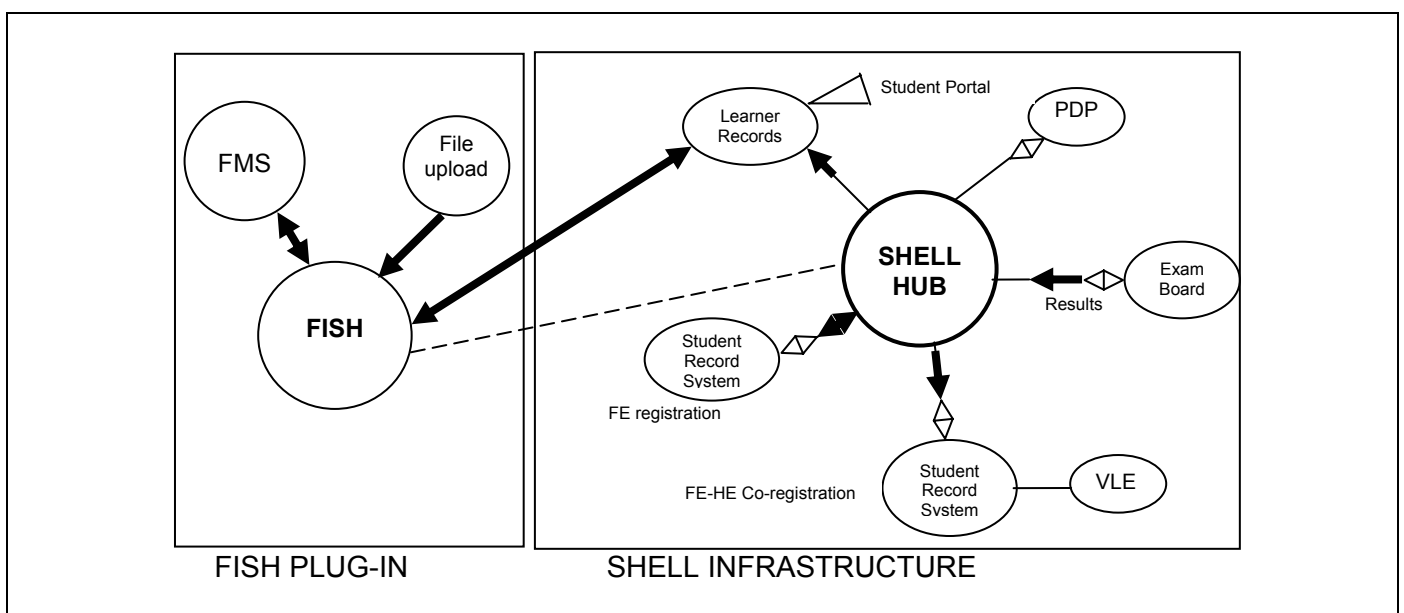 FMS
File
upload
FISH
Learner
Records
Student Portal
PDP
SHELL
HUB
Exam
Board
Results
Student
Record
System
FE registration
FE-HE Co-registration
Student
Record
System
VLE
FISH PLUG-IN
SHELL INFRASTRUCTURE